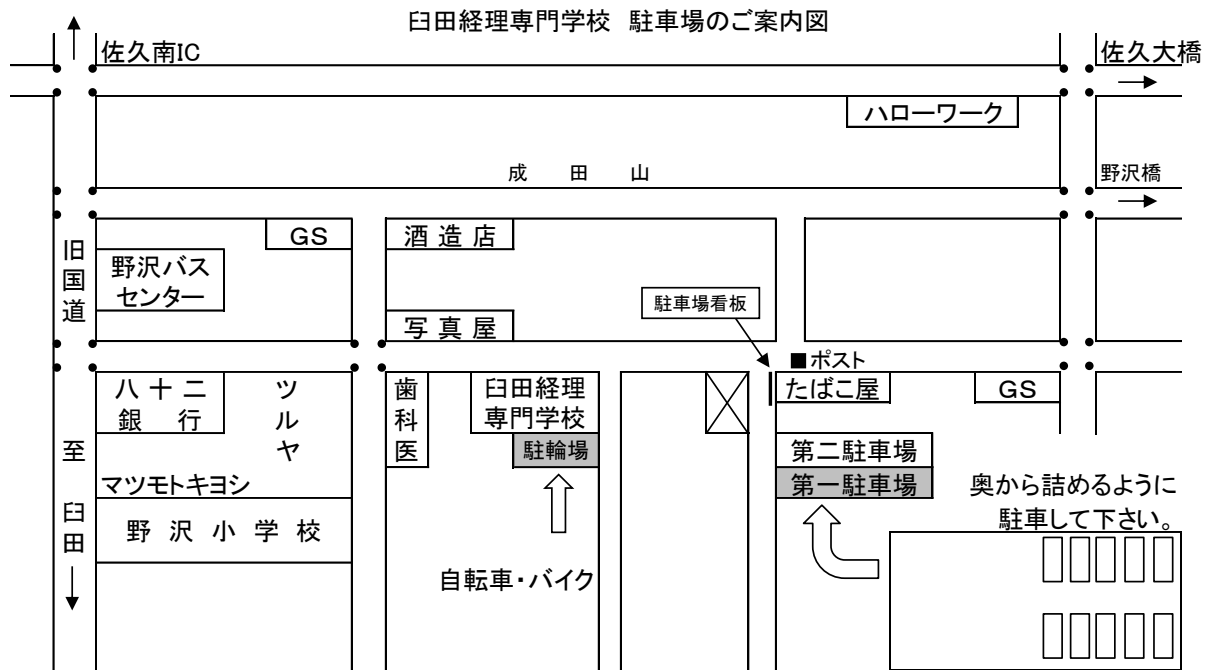 臼田経理専門学校 駐車場のご案内図
佐久南IC
佐久大橋
ハローワーク
成田山
野沢橋
旧国道
GS
酒造店
野沢バス
センター
駐車場看板
写真屋
■ポスト
八十二
銀行
ツルヤ
歯科医
臼田経理
専門学校
駐輪場
たばこ屋
GS
至臼田
第二駐車場
第一駐車場
マツモトキヨシ
野沢小学校
奥から詰めるように
駐車して下さい。
自転車・バイク